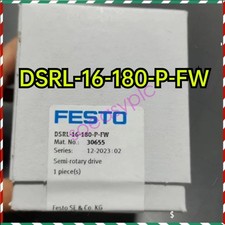 DSRL-16-180-P-FW
FESTO
DSRL-16-180-P-FW
Mat. No. 30655
Series: 12-2023:02
Semi-rotary drive
1 piece(s)
Festo SE & Co. KG